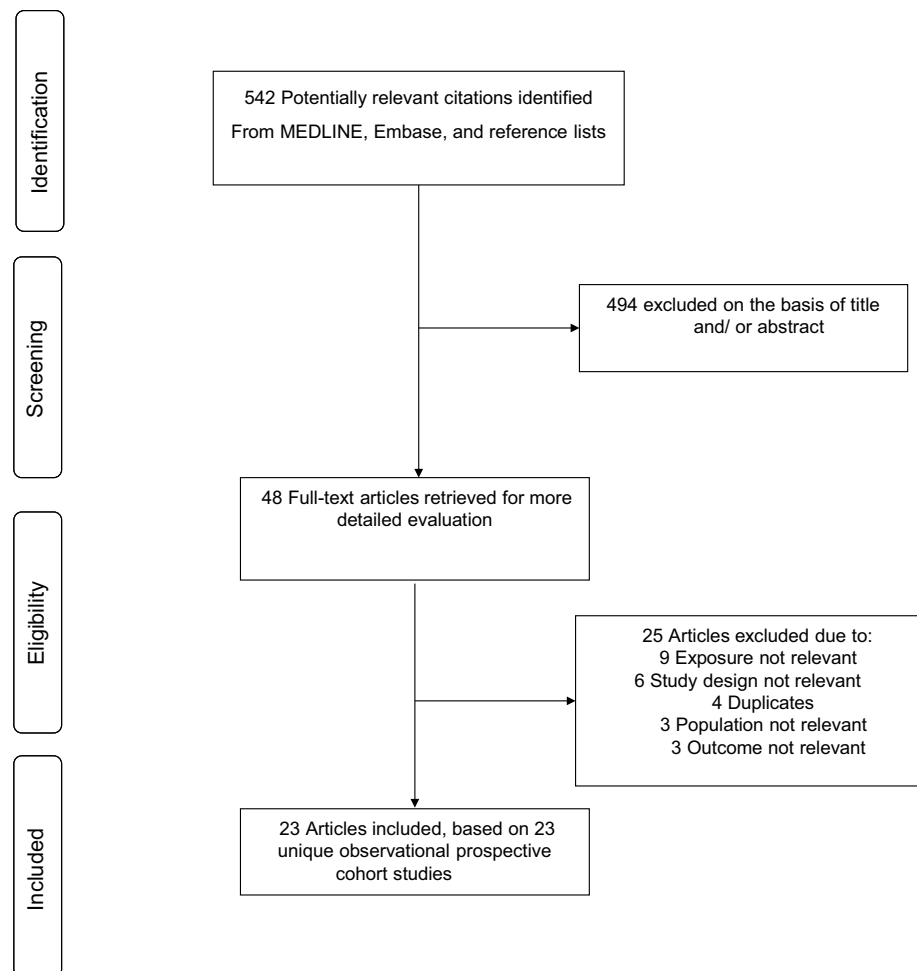 Identification
542 Potentially relevant citations identified
From MEDLINE, Embase, and reference lists
Screening
494 excluded on the basis of title
and/ or abstract
48 Full-text articles retrieved for more
detailed evaluation
Eligibility
25 Articles excluded due to:
9 Exposure not relevant
6 Study design not relevant
4 Duplicates
3 Population not relevant
3 Outcome not relevant
Included
23 Articles included, based on 23
unique observational prospective
cohort studies